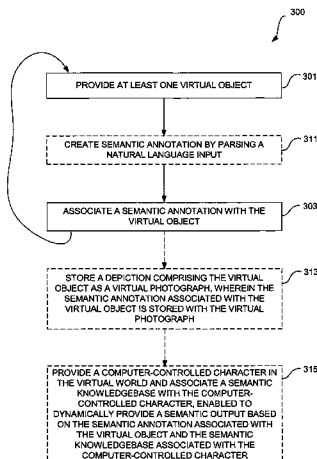 300
PROVIDE AT LEAST ONE VIRTUAL OBJECT
301
CREATE SEMANTIC ANNOTATION BY PARSING A
NATURAL LANGUAGE INPUT
311
ASSOCIATE A SEMANTIC ANNOTATION WITH THE
VIRTUAL OBJECT
303
STORE A DEPICTION COMPRISING THE VIRTUAL
OBJECT AS A VIRTUAL PHOTOGRAPH, WHEREIN THE
SEMANTIC ANNOTATION ASSOCIATED WITH THE
VIRTUAL OBJECT IS STORED WITH THE VIRTUAL
PHOTOGRAPH
313
PROVIDE A COMPUTER-CONTROLLED CHARACTER IN
THE VIRTUAL WORLD AND ASSOCIATE A SEMANTIC
KNOWLEDGEBASE WITH THE COMPUTER-
CONTROLLED CHARACTER, ENABLED TO
DYNAMICALLY PROVIDE A SEMANTIC OUTPUT BASED
ON THE SEMANTIC ANNOTATION ASSOCIATED WITH
THE VIRTUAL OBJECT AND THE SEMANTIC
KNOWLEDGEBASE ASSOCIATED WITH THE
COMPUTER-CONTROLLED CHARACTER
315